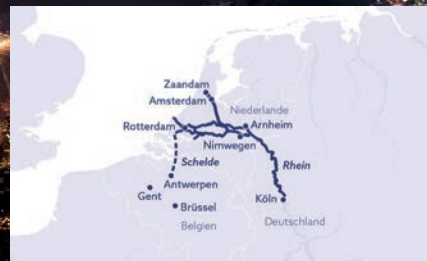 Zaandam
Amsterdam
Niederlande
Rotterdam
Arnheim
Nimwegen
Schelde
Rhein
Antwerpen
Gent
Köln
Brüssel
Deutschland
Belgien